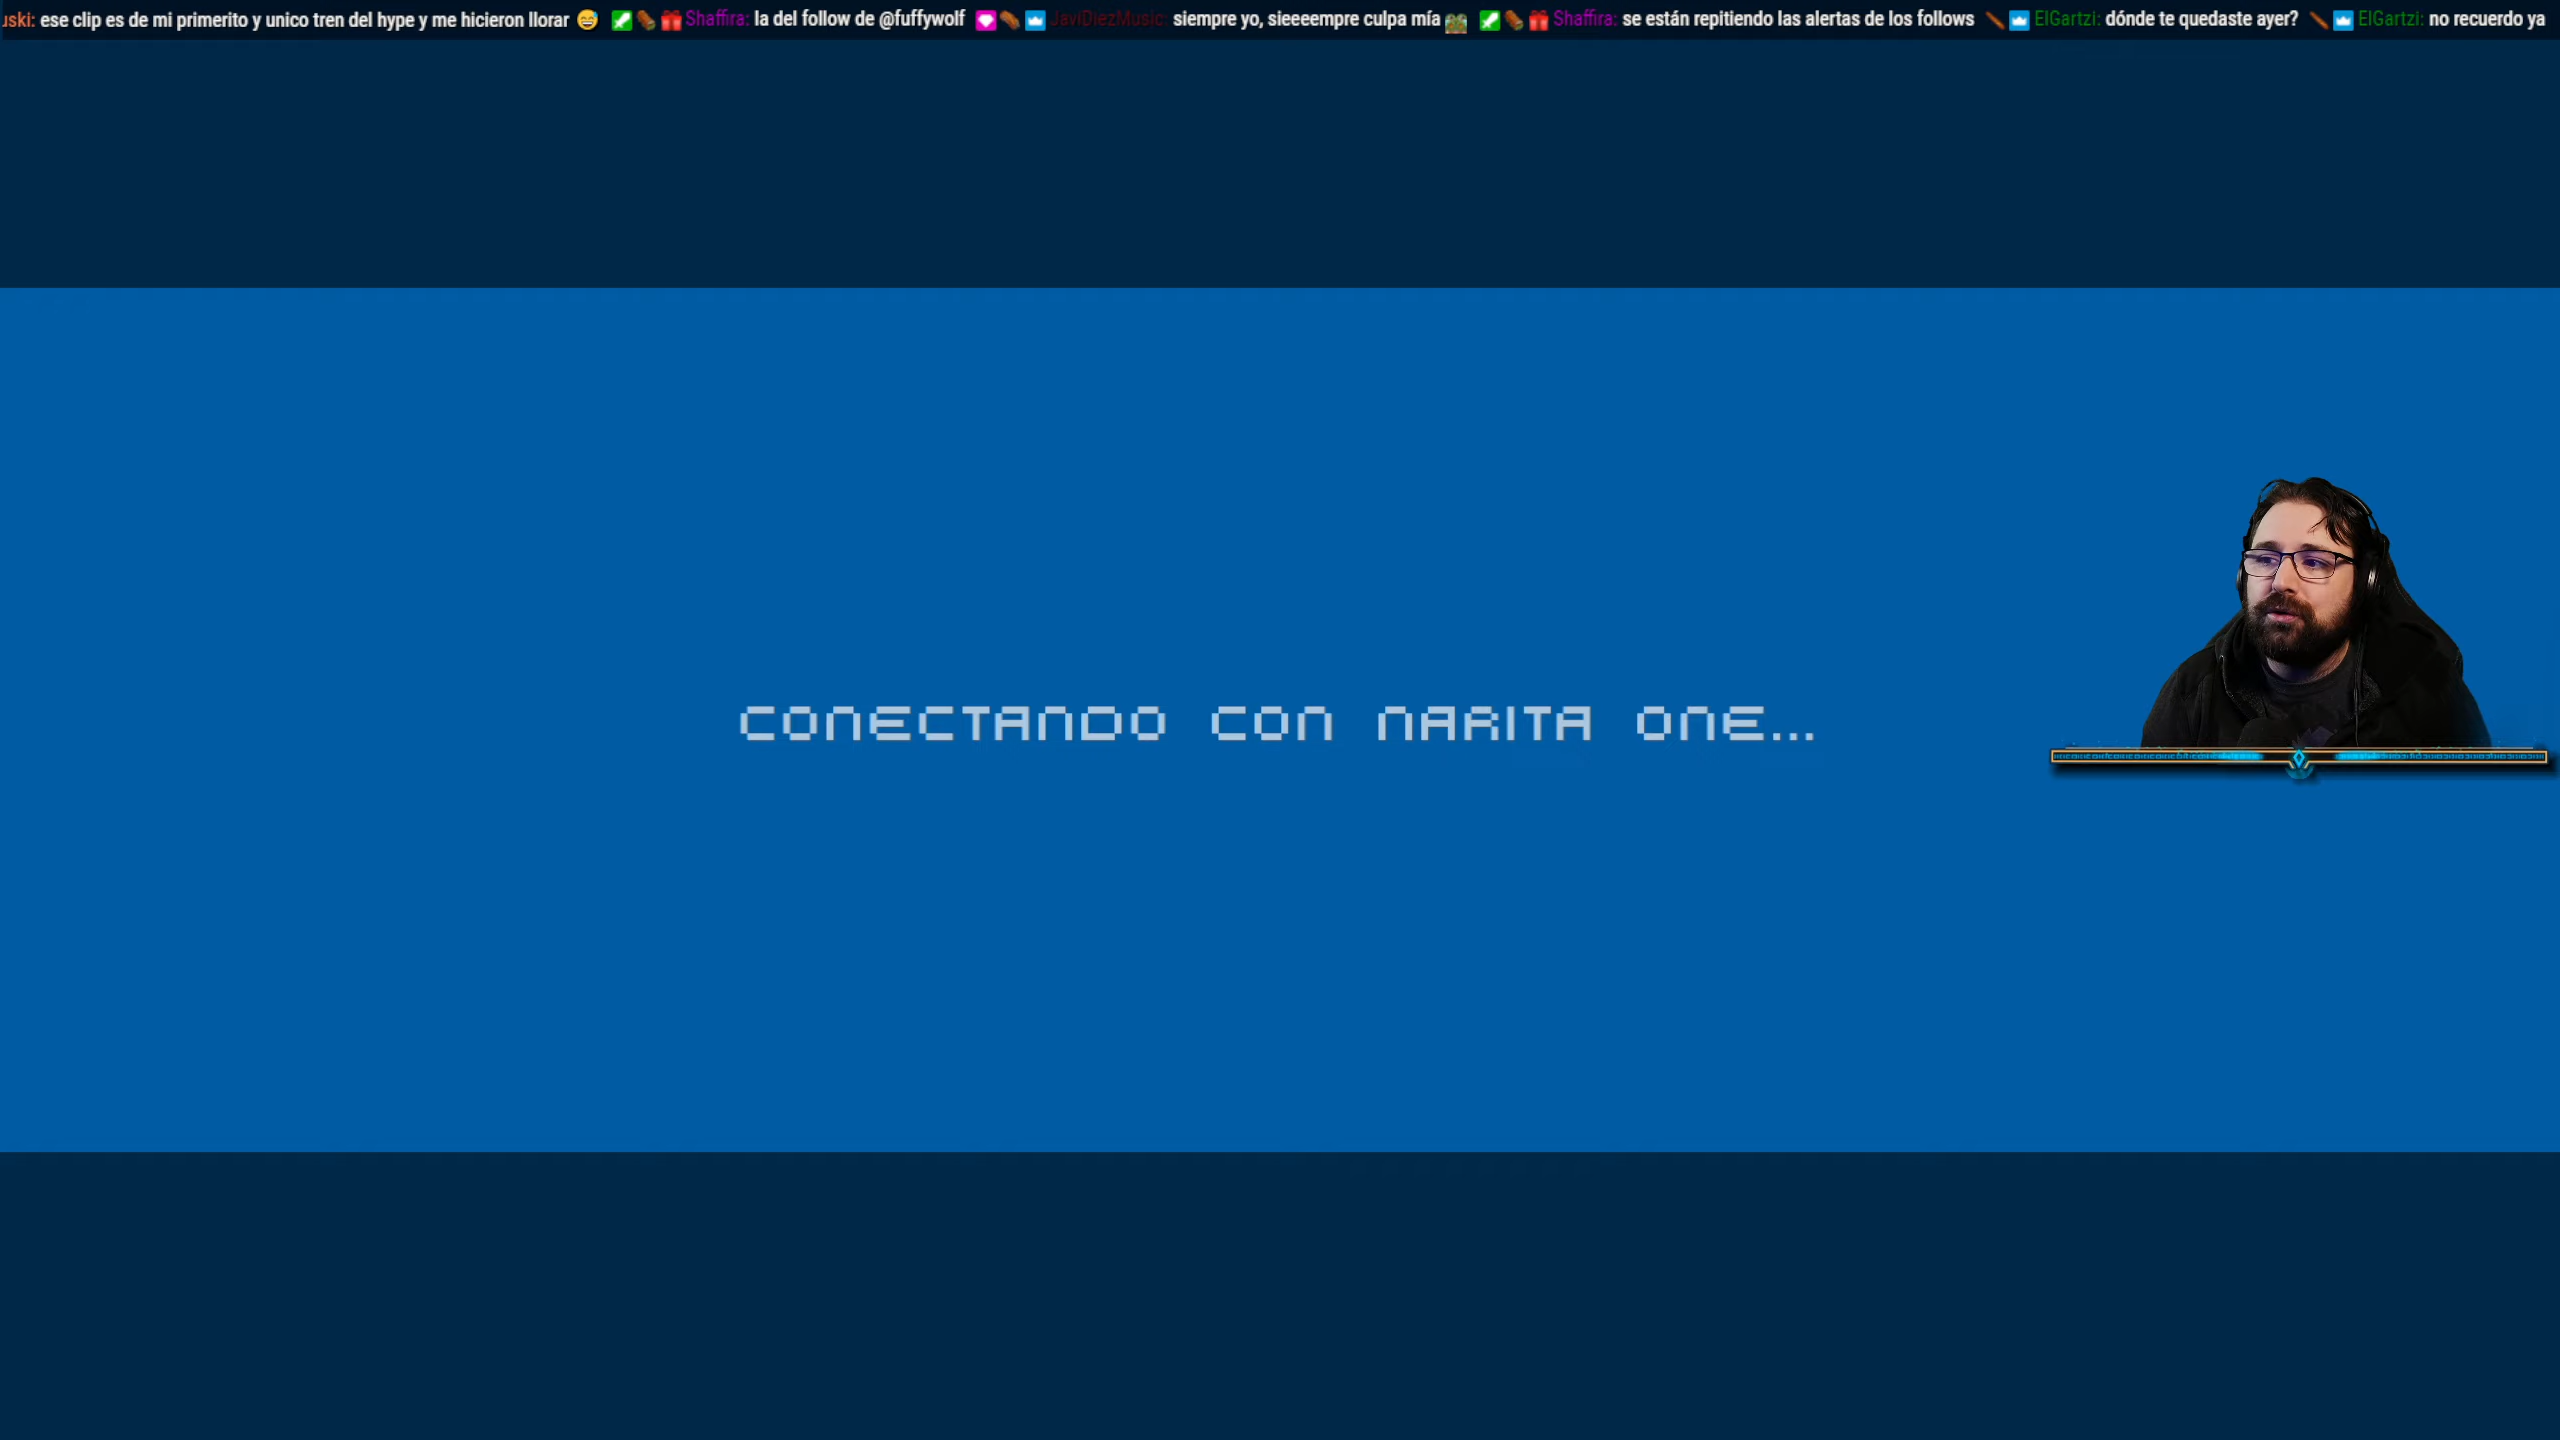 uski: ese clip es de mi primerito y unico tren del hype y me hicieron llorar Shaffira: la del follow de @fuffywolf JaviDiezMusic: siempre yo, sieeeempre culpa mía Shaffira: se están repitiendo las alertas de los follows ElGartzi: dónde te quedaste ayer? ElGartzi: no recuerdo ya
CONECTANDO CON NARITA ONE...